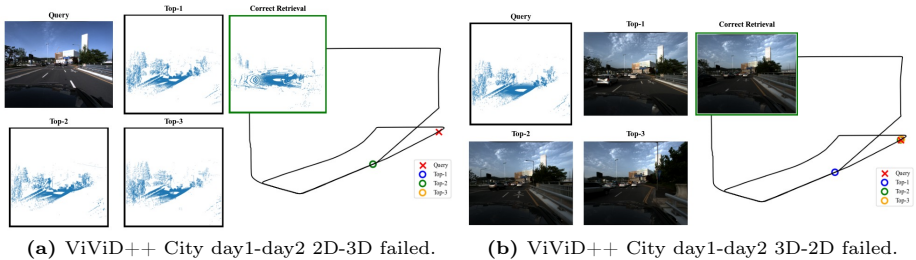 Query
Top-1
Correct Retrieval
Top-2
Top-3
Query
Top-1
Top-2
Top-3
(a) ViViD++ City day1-day2 2D-3D failed.
Query
Top-1
Correct Retrieval
Top-2
Top-3
Query
Top-1
Top-2
Top-3
(b) ViViD++ City day1-day2 3D-2D failed.